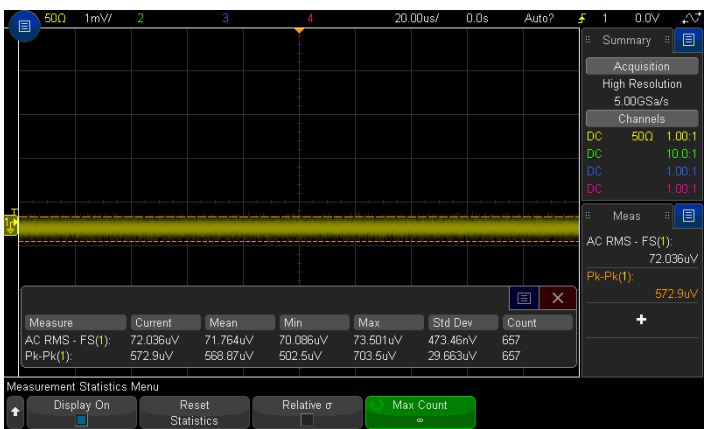 50Ω 1mV/ 2 3 4 20.00us/ 0.0s Auto? 1 0.0V
Summary
Acquisition
High Resolution
5.00GSa/s
Channels
DC 50Ω 1.00:1
DC 10.0:1
DC 1.00:1
DC 1.00:1
Meas
AC RMS - FS(1):
72.036uV
Pk-Pk(1):
572.9uV
+
Measure Current Mean Min Max Std Dev Count
AC RMS - FS(1): 72.036uV 71.764uV 70.086uV 73.501uV 473.46nV 657
Pk-Pk(1): 572.9uV 568.87uV 502.5uV 703.5uV 29.663uV 657
Measurement Statistics Menu
Display On
Reset
Statistics
Relative σ
Max Count
∞